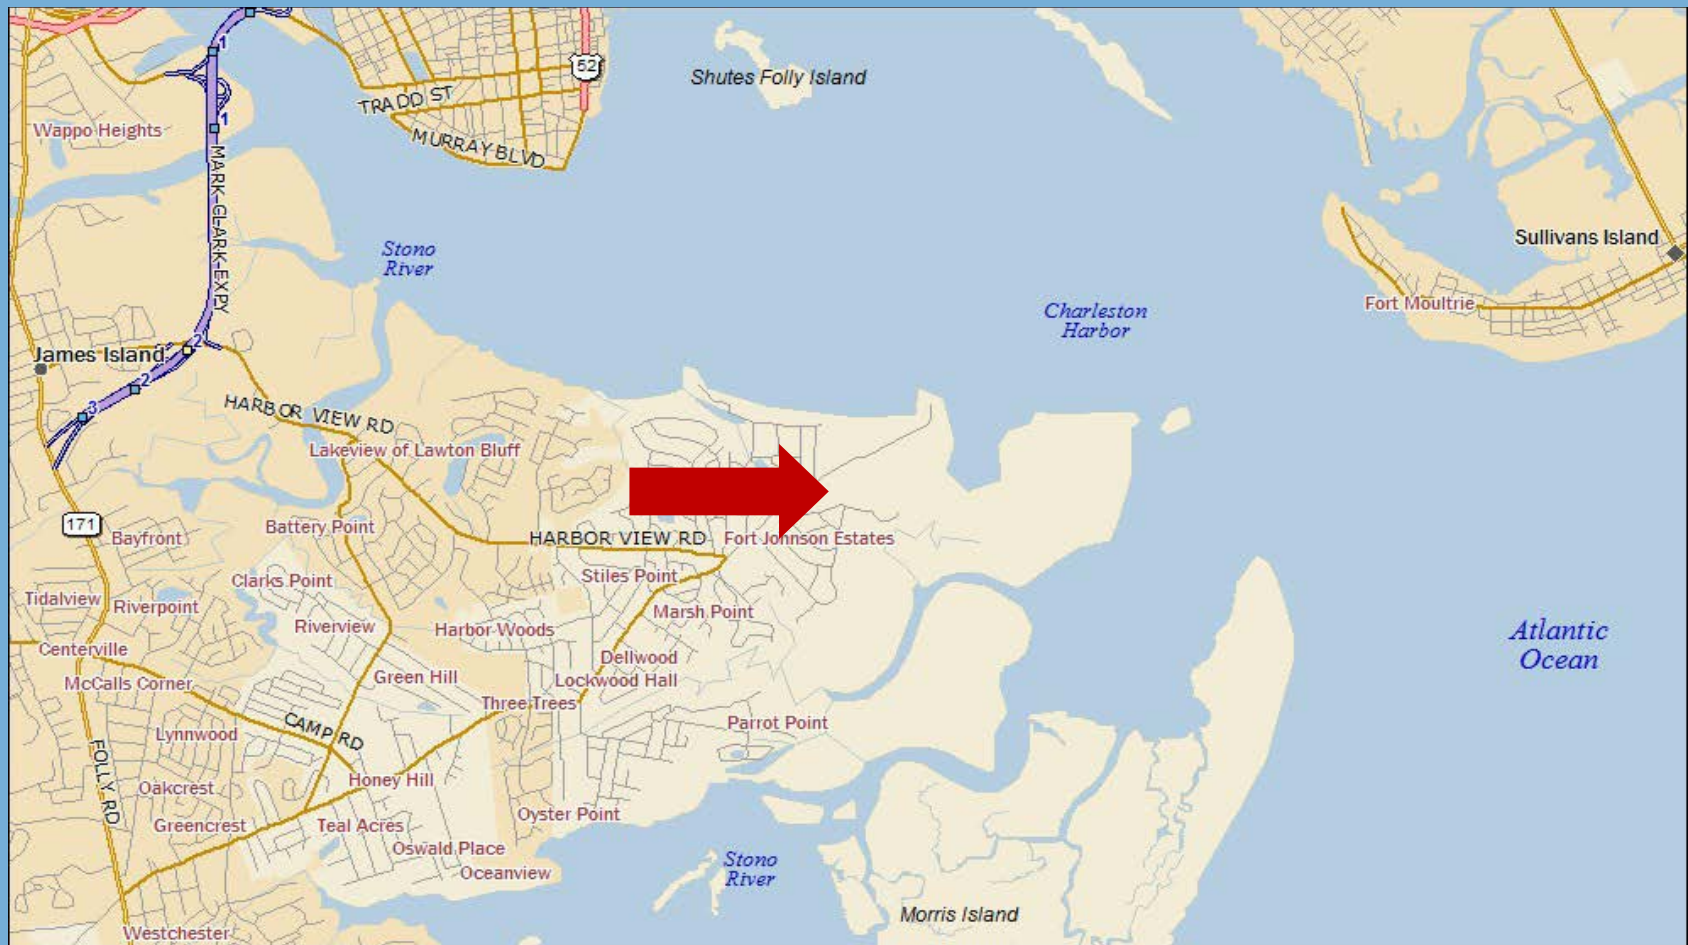 1
52
Shutes Folly Island
TRADD ST
1
Wappo Heights
MURRAY BLVD
MARK CLARK EXPY
Stono
River
Sullivans Island
Fort Moultrie
Charleston
Harbor
James Island
2
2
3
HARBOR VIEW RD
Lakeview of Lawton Bluff
171
Battery Point
Bayfront
HARBOR VIEW RD
Fort Johnson Estates
Clarks Point
Stiles Point
Tidalview
Riverpoint
Marsh Point
Riverview
Harbor Woods
Atlantic
Ocean
Centerville
Dellwood
McCalls Corner
Green Hill
Lockwood Hall
Three Trees
CAMP RD
Parrot Point
Lynnwood
FOLLY RD
Honey Hill
Oakcrest
Oyster Point
Greencrest
Teal Acres
Oswald Place
Stono
River
Oceanview
Morris Island
Westchester